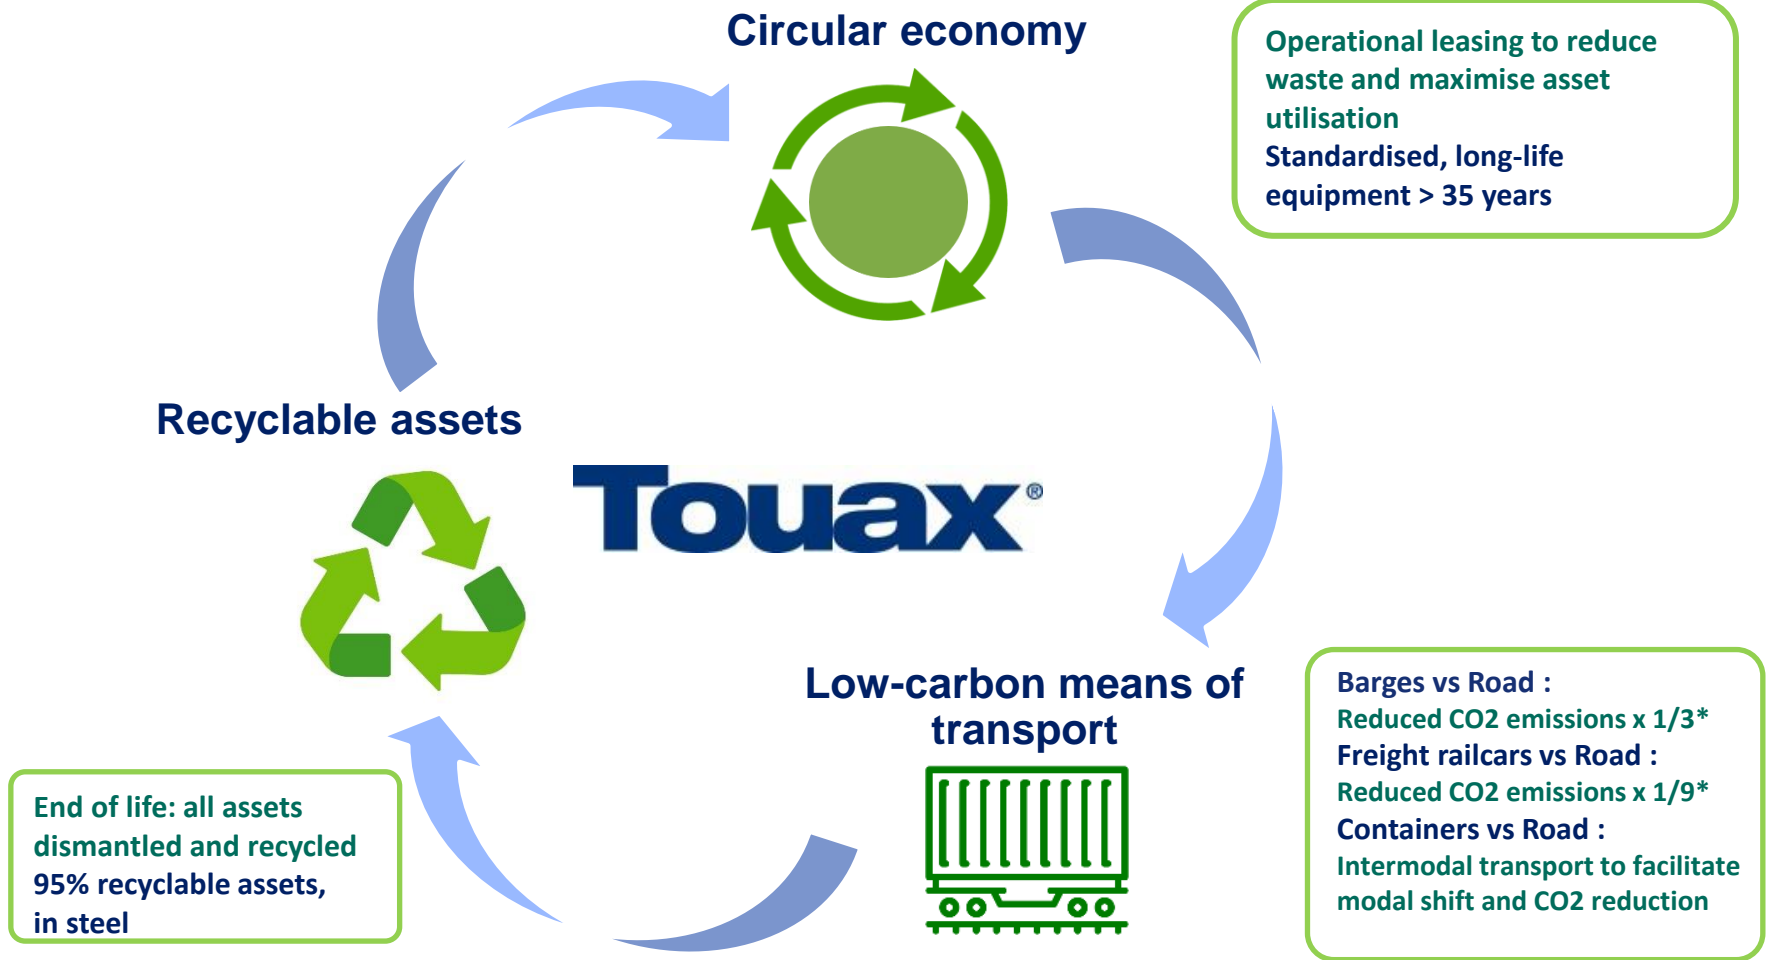 Circular economy
Operational leasing to reduce
waste and maximise asset
utilisation
Standardised, long-life
equipment > 35 years
Recyclable assets
Touax®
Low-carbon means of
transport
Barges vs Road :
Reduced CO2 emissions x 1/3*
Freight railcars vs Road :
Reduced CO2 emissions x 1/9*
Containers vs Road :
Intermodal transport to facilitate
modal shift and CO2 reduction
End of life: all assets
dismantled and recycled
95% recyclable assets,
in steel